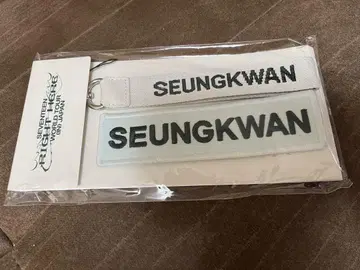 SEVENTEEN
RIGHT HERE
WORLD TOUR
IN JAPAN
SEUNGKWAN
SEUNGKWAN